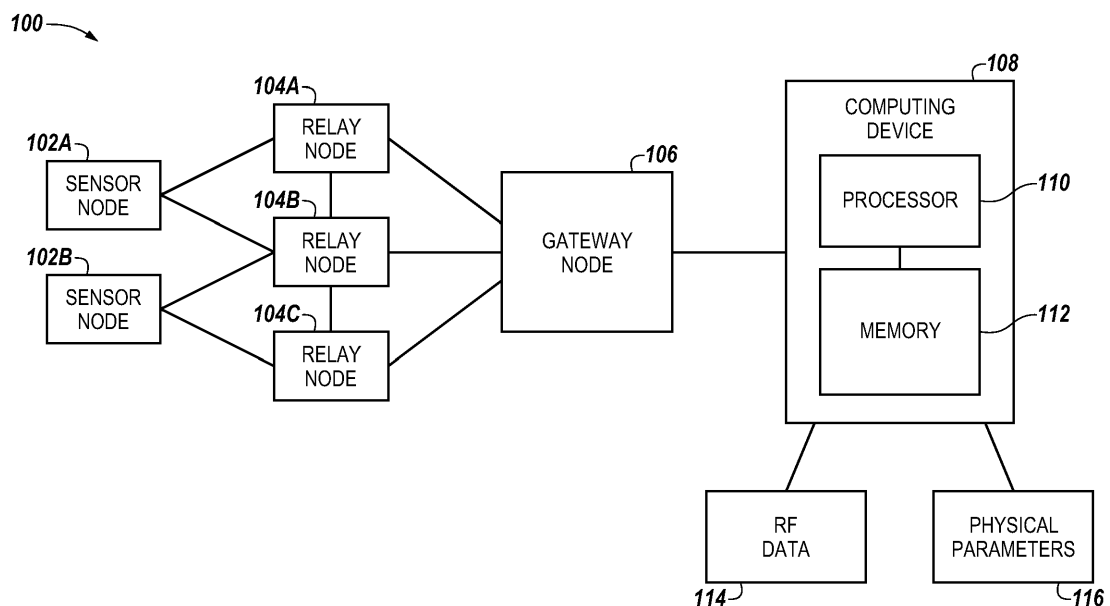 100
104A
RELAY
NODE
102A
SENSOR
NODE
104B
RELAY
NODE
102B
SENSOR
NODE
104C
RELAY
NODE
106
GATEWAY
NODE
108
COMPUTING
DEVICE
PROCESSOR
110
MEMORY
112
RF
DATA
114
PHYSICAL
PARAMETERS
116